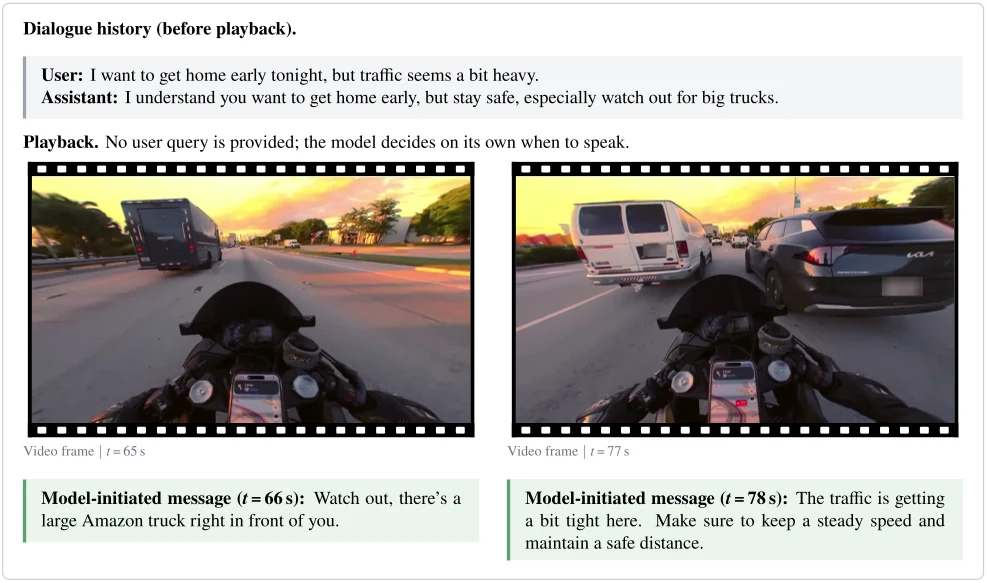 Dialogue history (before playback).
User: I want to get home early tonight, but traffic seems a bit heavy.
Assistant: I understand you want to get home early, but stay safe, especially watch out for big trucks.
Playback. No user query is provided; the model decides on its own when to speak.
amazon
KIA
Video frame | t = 65 s
Video frame | t = 77 s
Model-initiated message (t = 66 s): Watch out, there's a
large Amazon truck right in front of you.
Model-initiated message (t = 78 s): The traffic is getting
a bit tight here. Make sure to keep a steady speed and
maintain a safe distance.